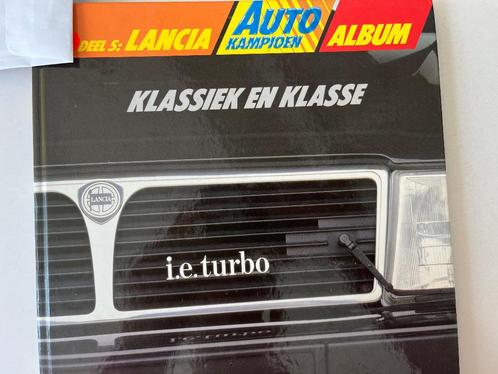 DEEL 5: LANCIA AUTO KAMPIOEN ALBUM
KLASSIEK EN KLASSE
LANCIA
i.e. turbo